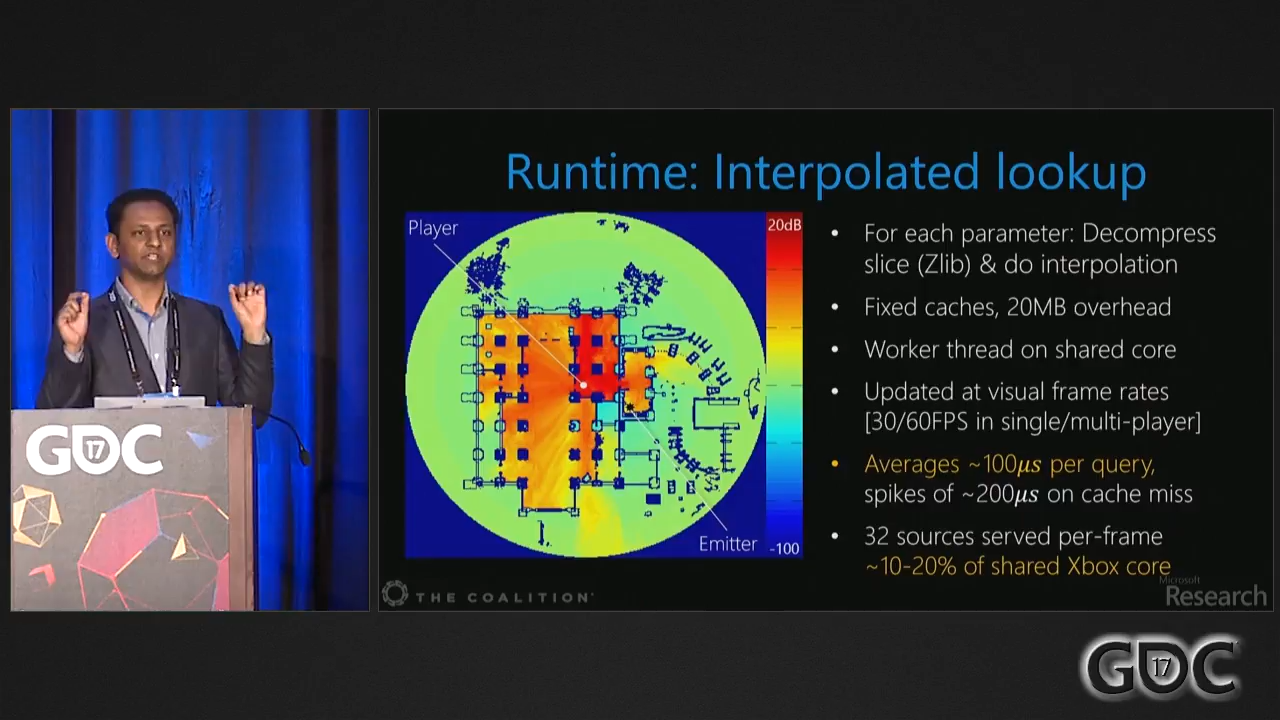 Runtime: Interpolated lookup
Player
20dB
-100
Emitter
• For each parameter: Decompress
slice (Zlib) & do interpolation
• Fixed caches, 20MB overhead
• Worker thread on shared core
• Updated at visual frame rates
[30/60FPS in single/multi-player]
• Averages ~100μs per query,
spikes of ~200μs on cache miss
• 32 sources served per-frame
~10-20% of shared Xbox core
THE COALITION
Microsoft
Research
GDC
17
GDC
17